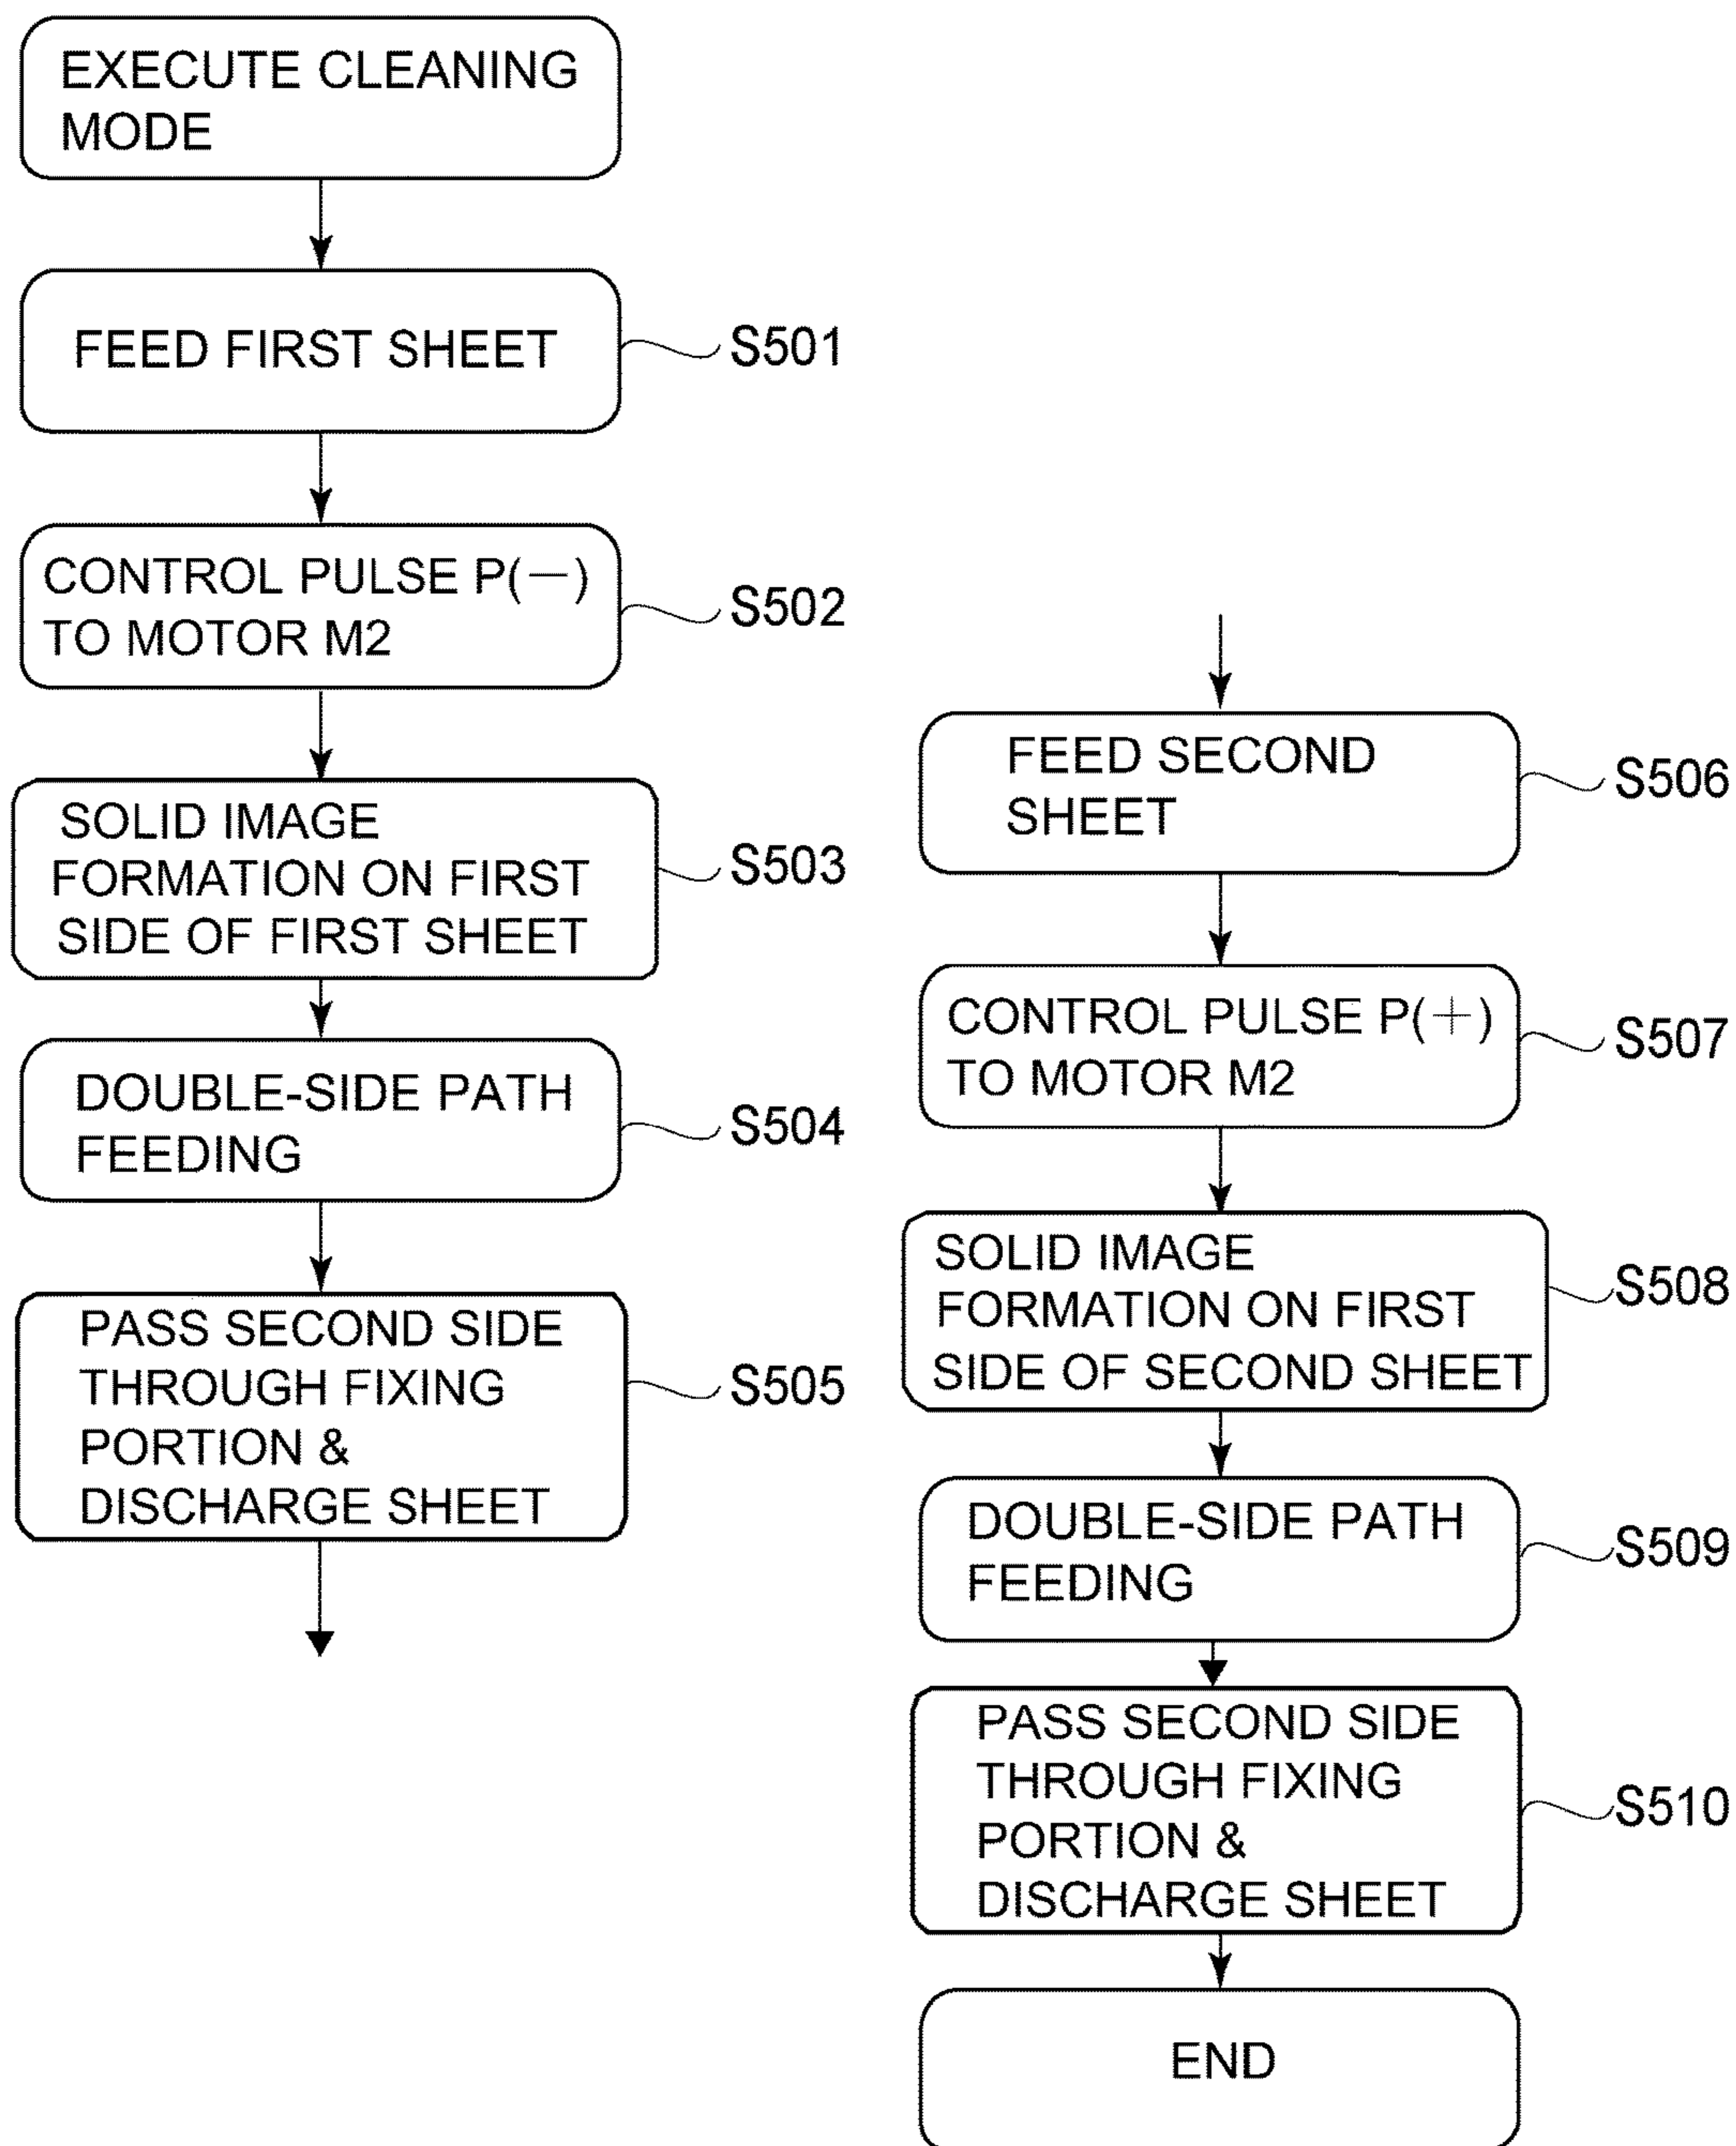 EXECUTE CLEANING
MODE
FEED FIRST SHEET
S501
CONTROL PULSE P(—)
TO MOTOR M2
S502
SOLID IMAGE
FORMATION ON FIRST
SIDE OF FIRST SHEET
S503
DOUBLE-SIDE PATH
FEEDING
S504
PASS SECOND SIDE
THROUGH FIXING
PORTION &
DISCHARGE SHEET
S505
FEED SECOND
SHEET
S506
CONTROL PULSE P(+)
TO MOTOR M2
S507
SOLID IMAGE
FORMATION ON FIRST
SIDE OF SECOND SHEET
S508
DOUBLE-SIDE PATH
FEEDING
S509
PASS SECOND SIDE
THROUGH FIXING
PORTION &
DISCHARGE SHEET
S510
END